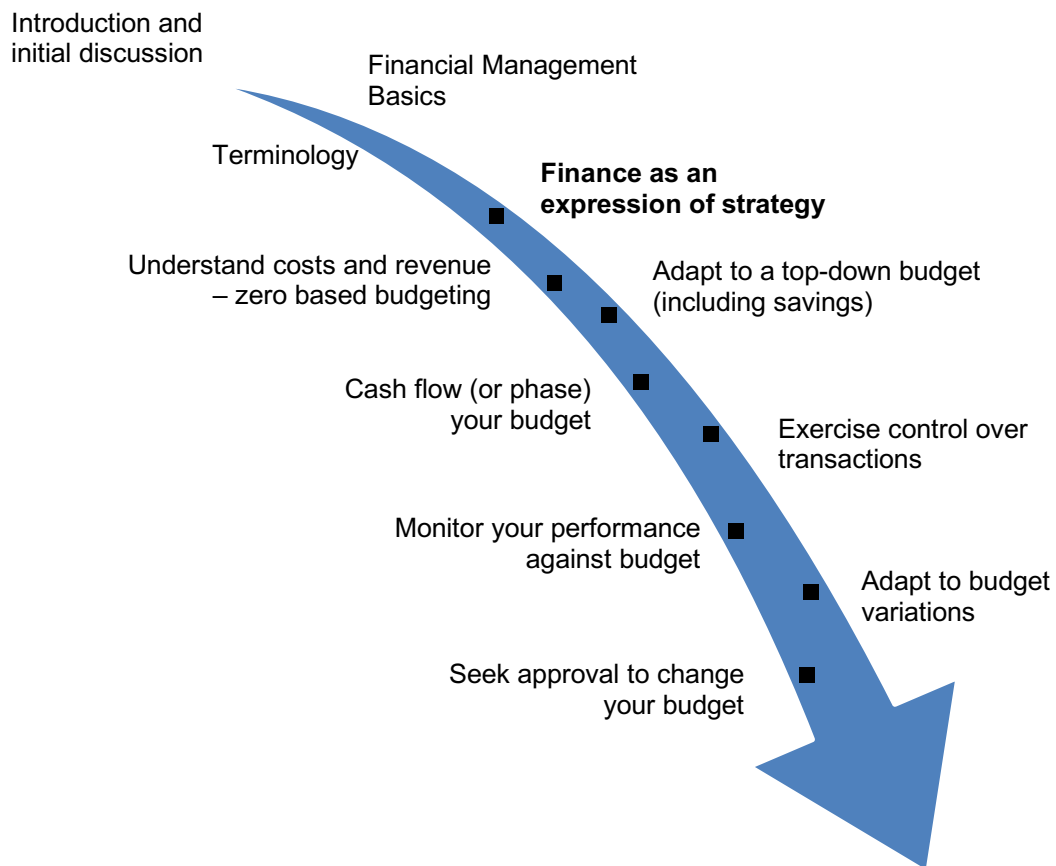 Introduction and
initial discussion
Financial Management
Basics
Terminology
Finance as an
expression of strategy
Understand costs and revenue
– zero based budgeting
Adapt to a top-down budget
(including savings)
Cash flow (or phase)
your budget
Exercise control over
transactions
Monitor your performance
against budget
Adapt to budget
variations
Seek approval to change
your budget